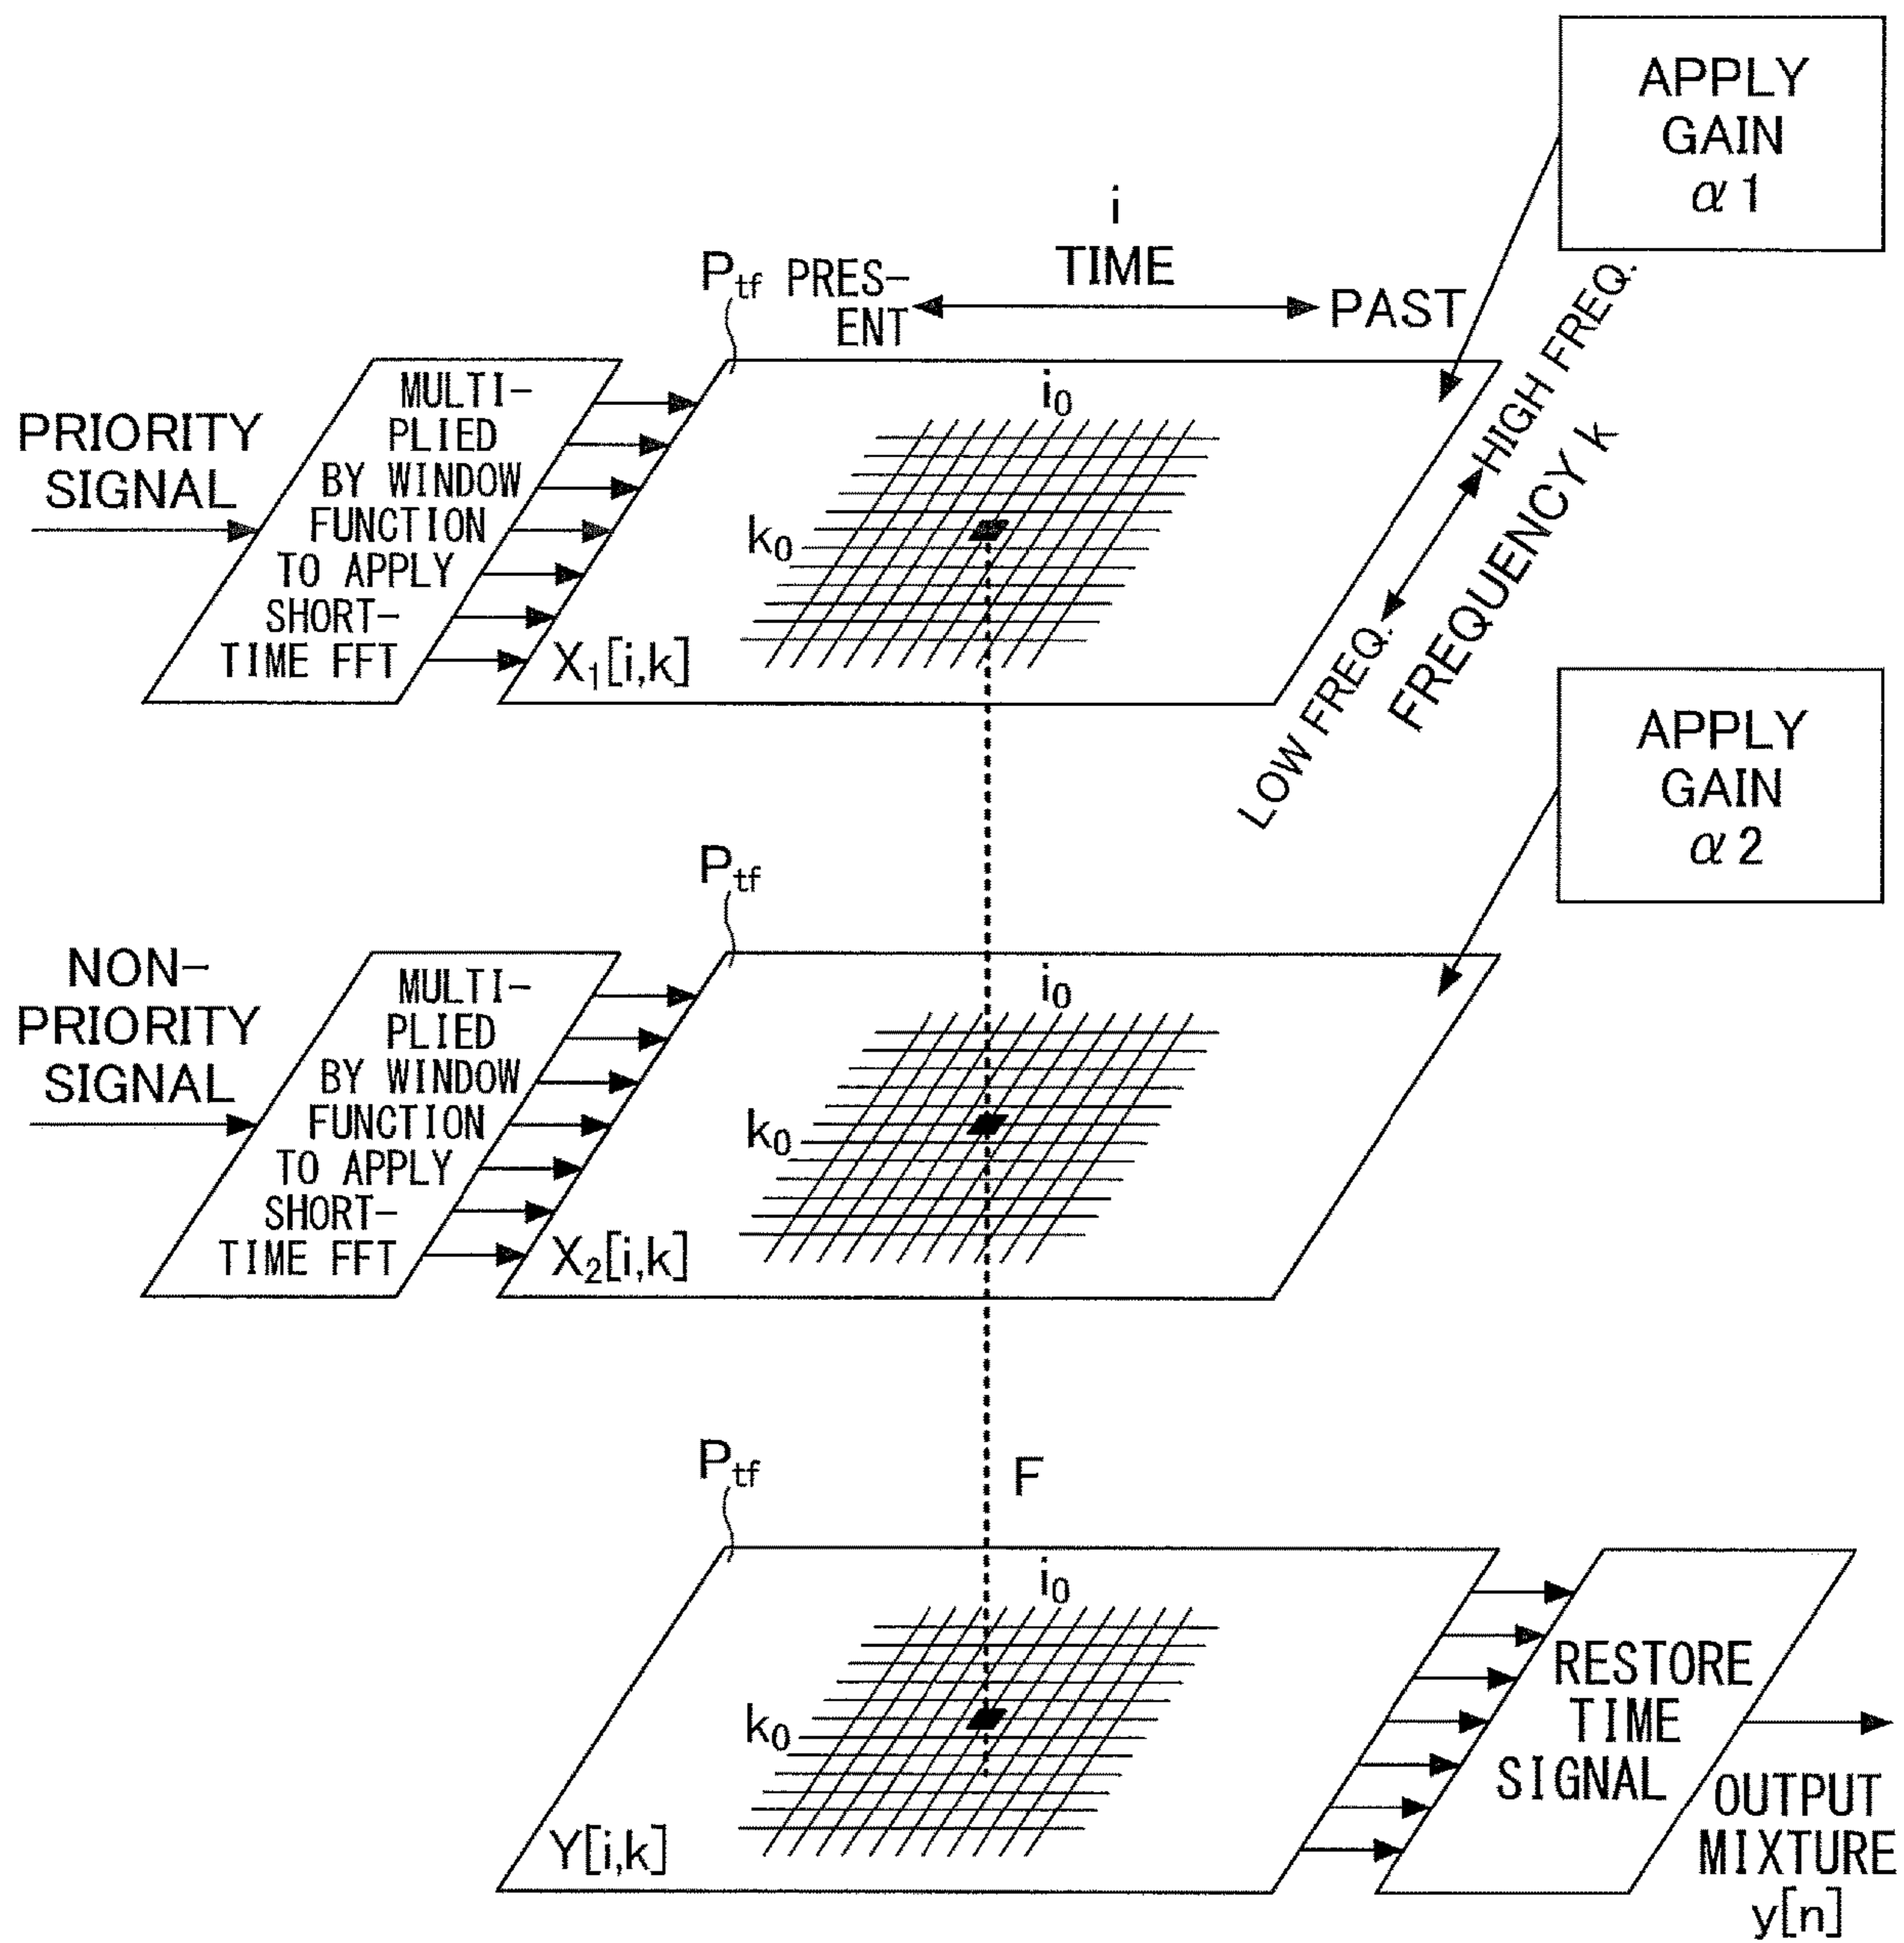 APPLY
GAIN
α1
i
TIME
Ptf
PRES-
ENT
PAST
HIGH FREQ.
LOW FREQ.
FREQUENCY k
PRIORITY
SIGNAL
MULTI-
PLIED
BY WINDOW
FUNCTION
TO APPLY
SHORT-
TIME FFT
i0
k0
X1[i,k]
APPLY
GAIN
α2
Ptf
NON-
PRIORITY
SIGNAL
MULTI-
PLIED
BY WINDOW
FUNCTION
TO APPLY
SHORT-
TIME FFT
i0
k0
X2[i,k]
Ptf
F
i0
k0
Y[i,k]
RESTORE
TIME
SIGNAL
OUTPUT
MIXTURE
y[n]